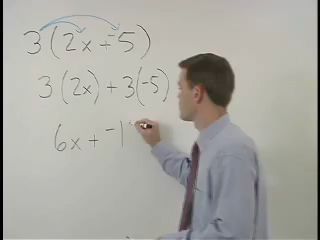 3(2x + -5)
3(2x) + 3(-5)
6x + -1